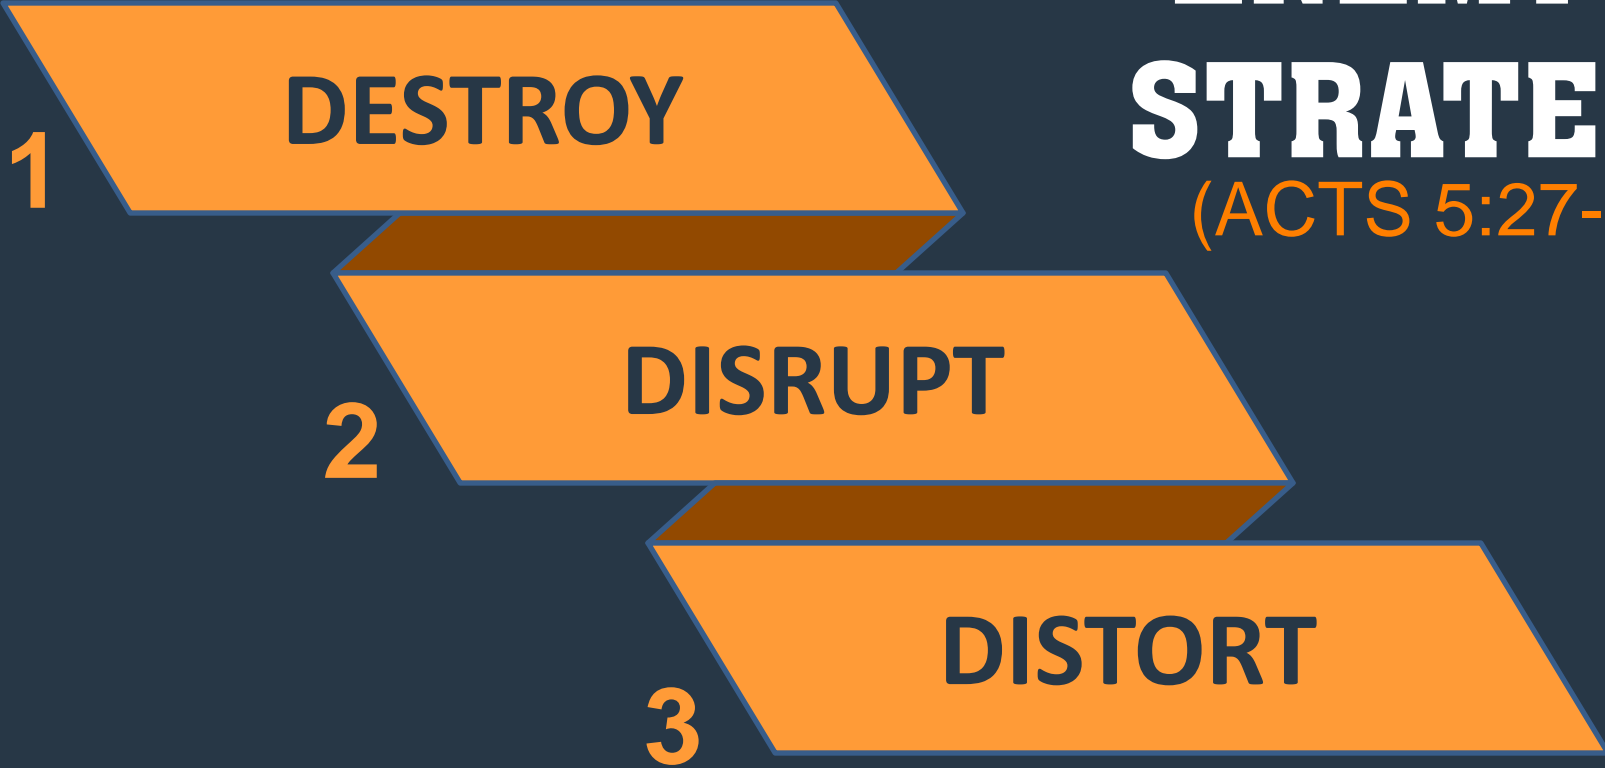 STRATE
(ACTS 5:27-
1
DESTROY
2
DISRUPT
3
DISTORT